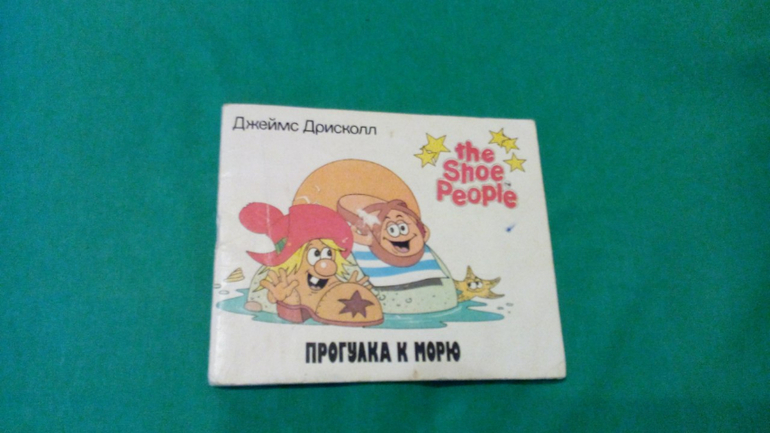 Джеймс Дрисколл
the
Shoe
People
ПРОГУЛКА К МОРЮ